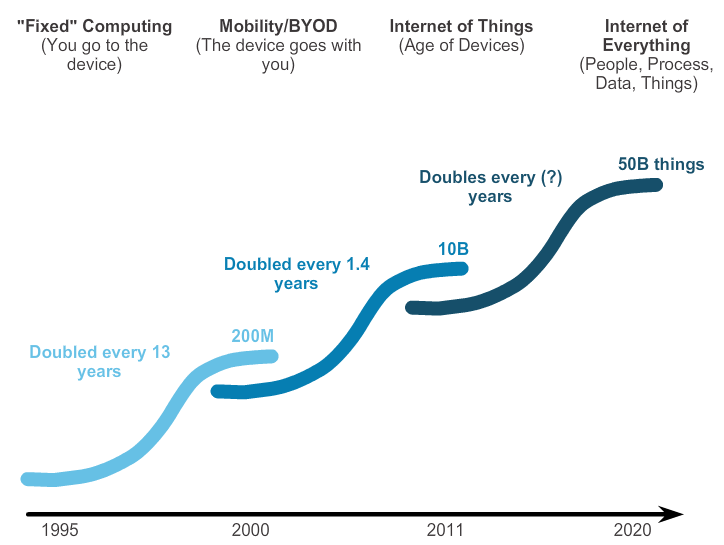 "Fixed" Computing
(You go to the
device)
Mobility/BYOD
(The device goes with
you)
Internet of Things
(Age of Devices)
Internet of
Everything
(People, Process,
Data, Things)
50B things
Doubles every (?)
years
10B
Doubled every 1.4
years
200M
Doubled every 13
years
1995
2000
2011
2020